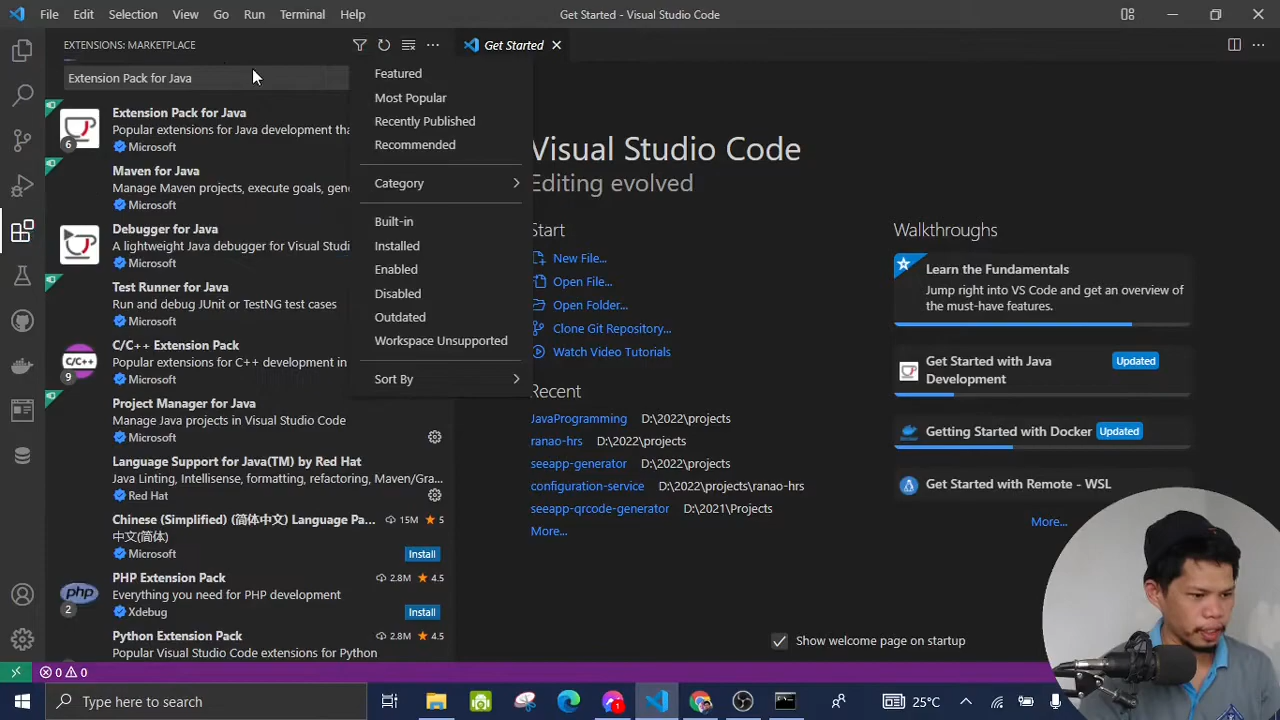 File Edit Selection View Go Run Terminal Help
Get Started - Visual Studio Code
EXTENSIONS: MARKETPLACE
Extension Pack for Java
Extension Pack for Java
Popular extensions for Java development tha
6
Microsoft
Maven for Java
Manage Maven projects, execute goals, gen
Microsoft
Debugger for Java
A lightweight Java debugger for Visual Studi
Microsoft
Test Runner for Java
Run and debug JUnit or TestNG test cases
Microsoft
C/C++ Extension Pack
C/C++
Popular extensions for C++ development in
9
Microsoft
Project Manager for Java
Manage Java projects in Visual Studio Code
Microsoft
Language Support for Java(TM) by Red Hat
Java Linting, Intellisense, formatting, refactoring, Maven/Gra...
Red Hat
Chinese (Simplified) (简体中文) Language Pa... 15M 5
中文(简体)
Microsoft Install
PHP Extension Pack 2.8M 4.5
php
Everything you need for PHP development
2
Xdebug Install
Python Extension Pack 2.8M 4.5
Popular Visual Studio Code extensions for Python
Featured
Most Popular
Recently Published
Recommended
Category
Built-in
Installed
Enabled
Disabled
Outdated
Workspace Unsupported
Sort By
Get Started
Visual Studio Code
Editing evolved
Start
New File...
Open File...
Open Folder...
Clone Git Repository...
Watch Video Tutorials
Recent
JavaProgramming D:\2022\projects
ranao-hrs D:\2022\projects
seeapp-generator D:\2022\projects
configuration-service D:\2022\projects\ranao-hrs
seeapp-qrcode-generator D:\2021\Projects
More...
Walkthroughs
Learn the Fundamentals
Jump right into VS Code and get an overview of
the must-have features.
Get Started with Java
Development
Updated
Getting Started with Docker Updated
Get Started with Remote - WSL
More...
Show welcome page on startup
0 0
Type here to search
1
25°C